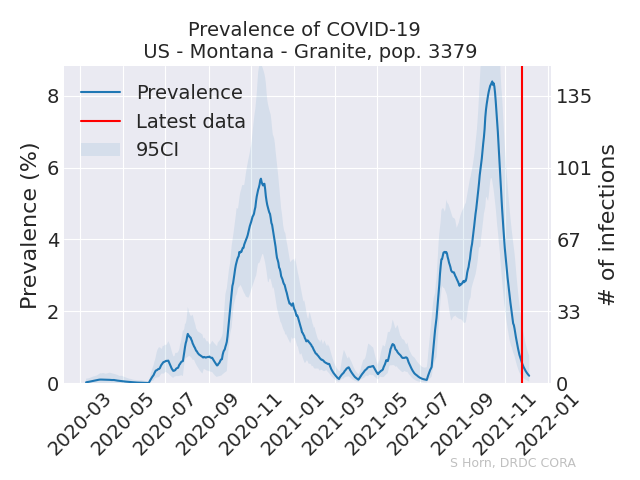 Prevalence of COVID-19
US - Montana - Granite, pop. 3379
Prevalence
Latest data
95CI
Prevalence (%)
8
6
4
2
0
# of infections
135
101
67
33
0
2020-03
2020-05
2020-07
2020-09
2020-11
2021-01
2021-03
2021-05
2021-07
2021-09
2021-11
2022-01
S Horn, DRDC CORA